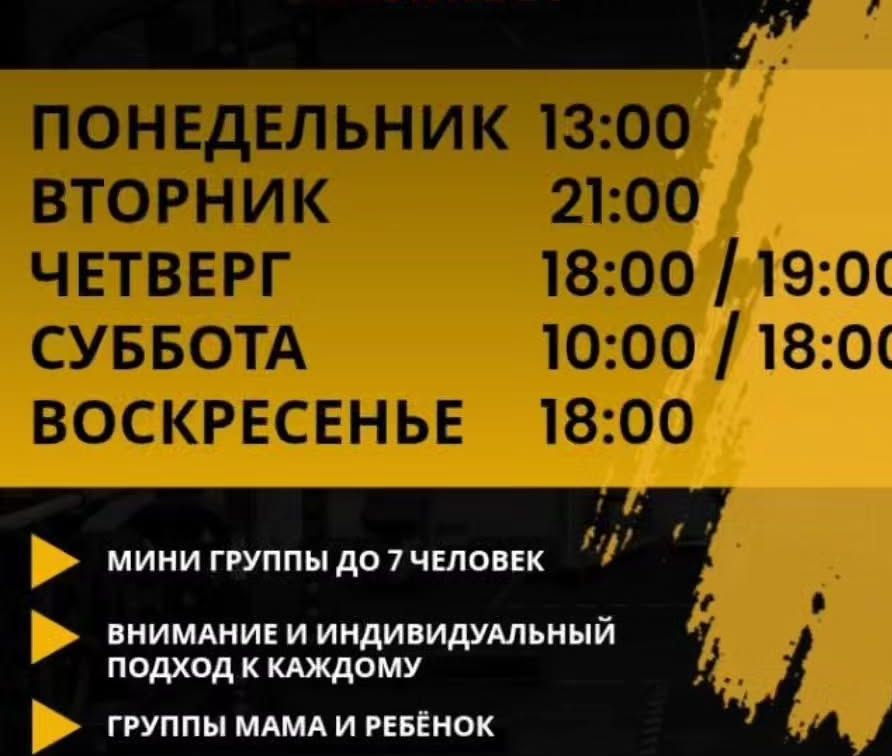 ПОНЕДЕЛЬНИК 13:00
ВТОРНИК 21:00
ЧЕТВЕРГ 18:00 / 19:00
СУББОТА 10:00 / 18:00
ВОСКРЕСЕНЬЕ 18:00
МИНИ ГРУППЫ ДО 7 ЧЕЛОВЕК
ВНИМАНИЕ И ИНДИВИДУАЛЬНЫЙ
ПОДХОД К КАЖДОМУ
ГРУППЫ МАМА И РЕБЁНОК